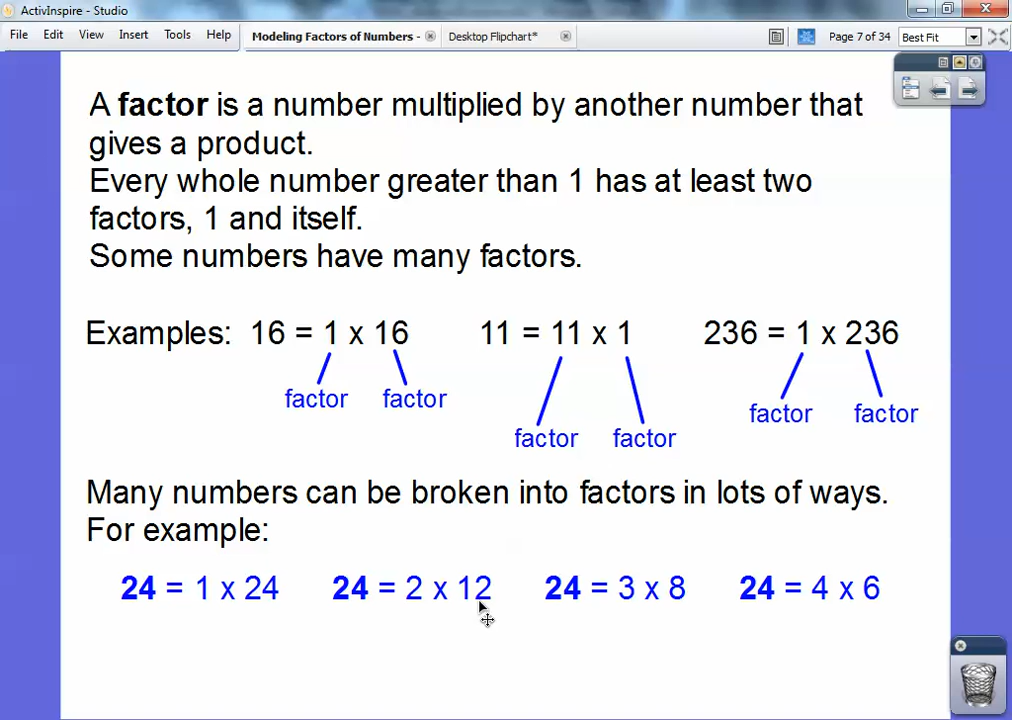 ActivInspire - Studio
File Edit View Insert Tools Help Modeling Factors of Numbers - Desktop Flipchart* Page 7 of 34 Best Fit
A factor is a number multiplied by another number that
gives a product.
Every whole number greater than 1 has at least two
factors, 1 and itself.
Some numbers have many factors.
Examples: 16 = 1 x 16 11 = 11 x 1 236 = 1 x 236
factor factor factor factor
factor factor
Many numbers can be broken into factors in lots of ways.
For example:
24 = 1 x 24 24 = 2 x 12 24 = 3 x 8 24 = 4 x 6